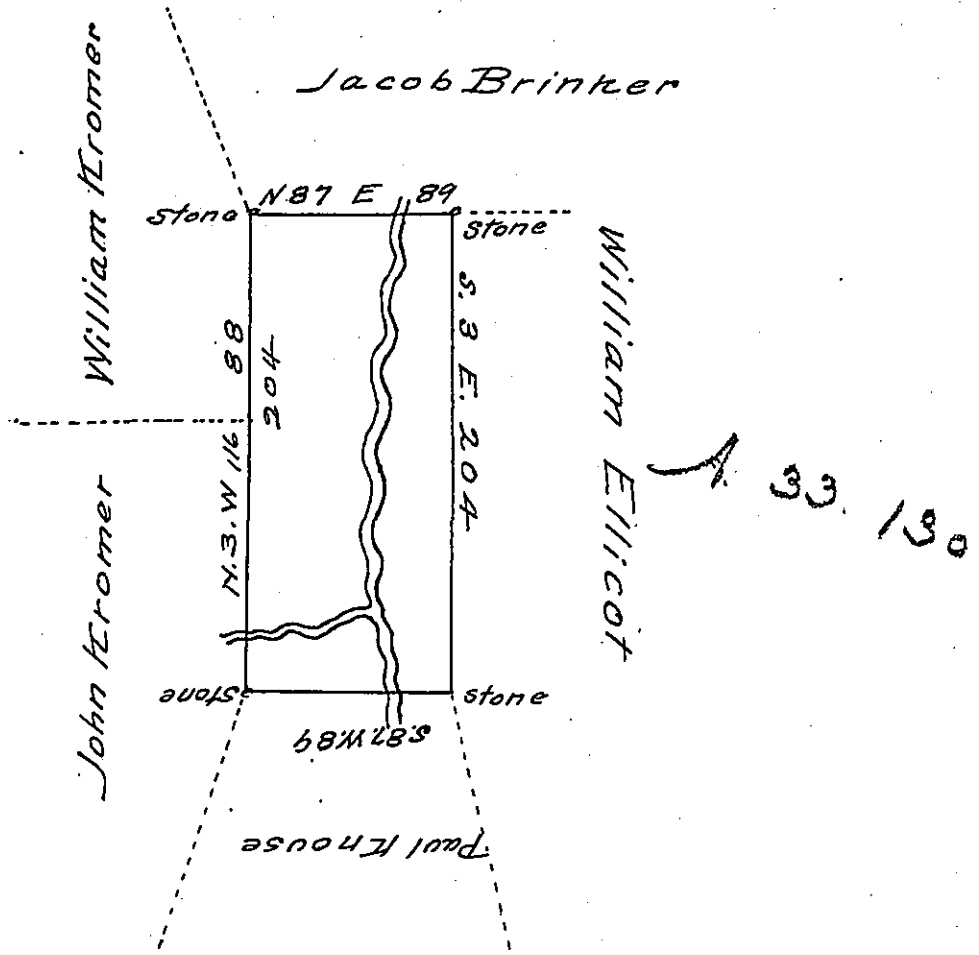 Jacob Brinker
William Kromer
N 87 E 89
Stone
Stone
S. 3 E. 204
88
204
William Ellicot
N. 3. W 116
John Kromer
Stone
Stone
S. 87. W. 89
Paul Knouse
A. 33. 130